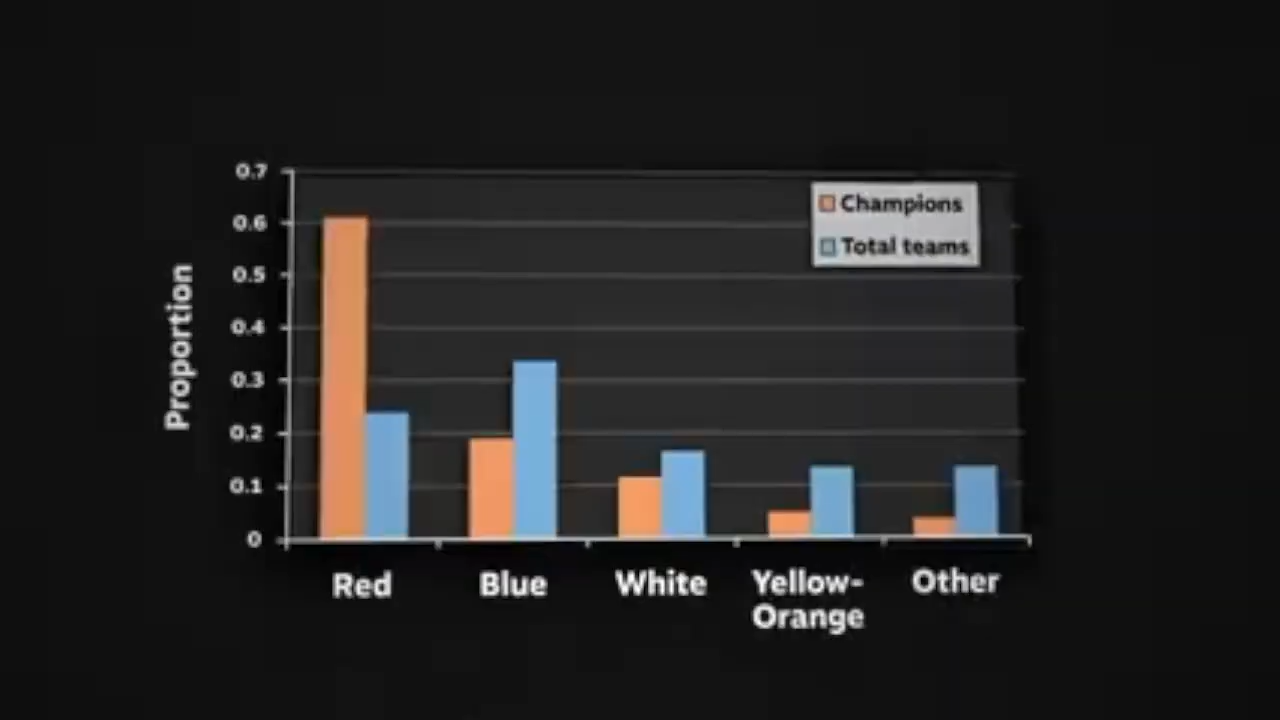 0.7
0.6
0.5
0.4
0.3
0.2
0.1
0
Proportion
Champions
Total teams
Red
Blue
White
Yellow-
Orange
Other